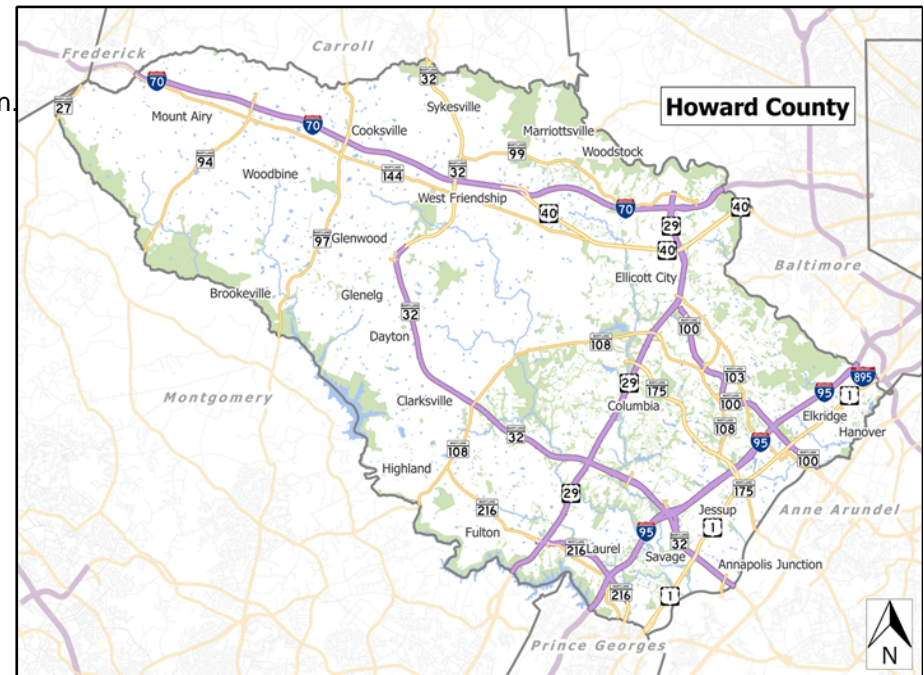 Frederick
Carroll
m.
70
32
27
Sykesville
Howard County
Mount Airy
70
Cooksville
Marriottsville
94
99
Woodstock
Woodbine
144
32
West Friendship
40
70
29
40
97
Glenwood
40
Ellicott City
Baltimore
Brookeville
Glenelg
32
Dayton
108
100
Montgomery
29
175
103
95
895
Clarksville
Columbia
100
1
Elkridge
108
Hanover
32
95
108
100
Highland
175
29
216
Jessup
Anne Arundel
Fulton
1
95
216
Laurel
Savage
32
Annapolis Junction
216
1
Prince Georges
N